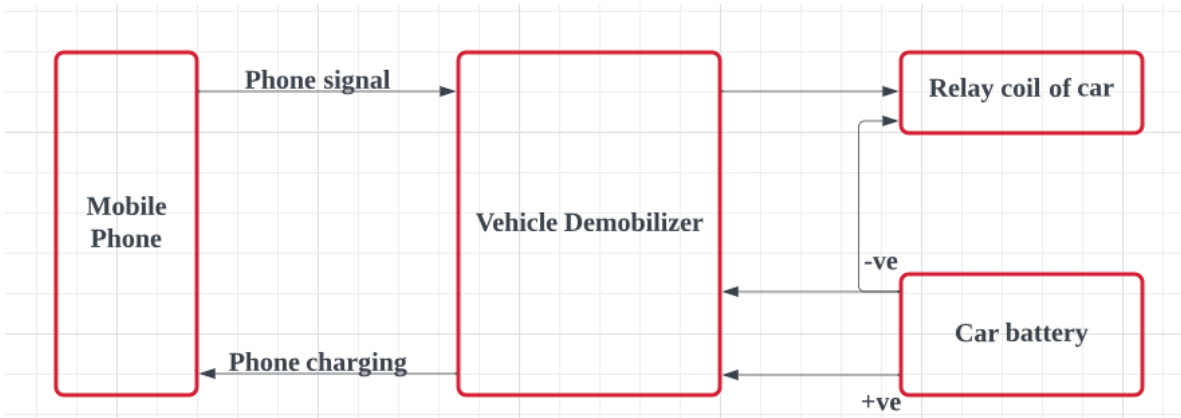 Phone signal
Relay coil of car
Mobile
Phone
Vehicle Demobilizer
-ve
Car battery
Phone charging
+ve